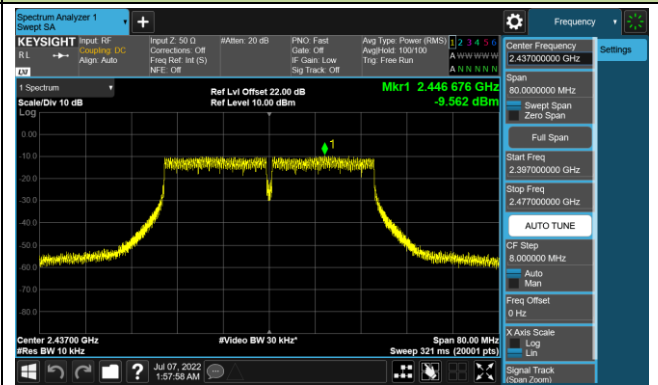 Spectrum Analyzer 1
Swept SA
Frequency
KEYSIGHT
RL
LXI
Input: RF
Coupling: DC
Align: Auto
Input Z: 50 Ω
Corrections: Off
Freq Ref: Int (S)
NFE: Off
#Atten: 20 dB
PNO: Fast
Gate: Off
IF Gain: Low
Sig Track: Off
Avg Type: Power (RMS)
Avg|Hold: 100/100
Trig: Free Run
1 2 3 4 5 6
A W W W W W
A N N N N N
1 Spectrum
Scale/Div 10 dB
Log
Ref Lvl Offset 22.00 dB
Ref Level 10.00 dBm
Mkr1 2.446 676 GHz
-9.562 dBm
1
0.00
-10.0
-20.0
-30.0
-40.0
-50.0
-60.0
-70.0
-80.0
Center 2.43700 GHz
#Res BW 10 kHz
#Video BW 30 kHz*
Span 80.00 MHz
Sweep 321 ms (20001 pts)
Jul 07, 2022
1:57:58 AM
Center Frequency
2.437000000 GHz
Settings
Span
80.0000000 MHz
Swept Span
Zero Span
Full Span
Start Freq
2.397000000 GHz
Stop Freq
2.477000000 GHz
AUTO TUNE
CF Step
8.000000 MHz
Auto
Man
Freq Offset
0 Hz
X Axis Scale
Log
Lin
Signal Track
(Span Zoom)